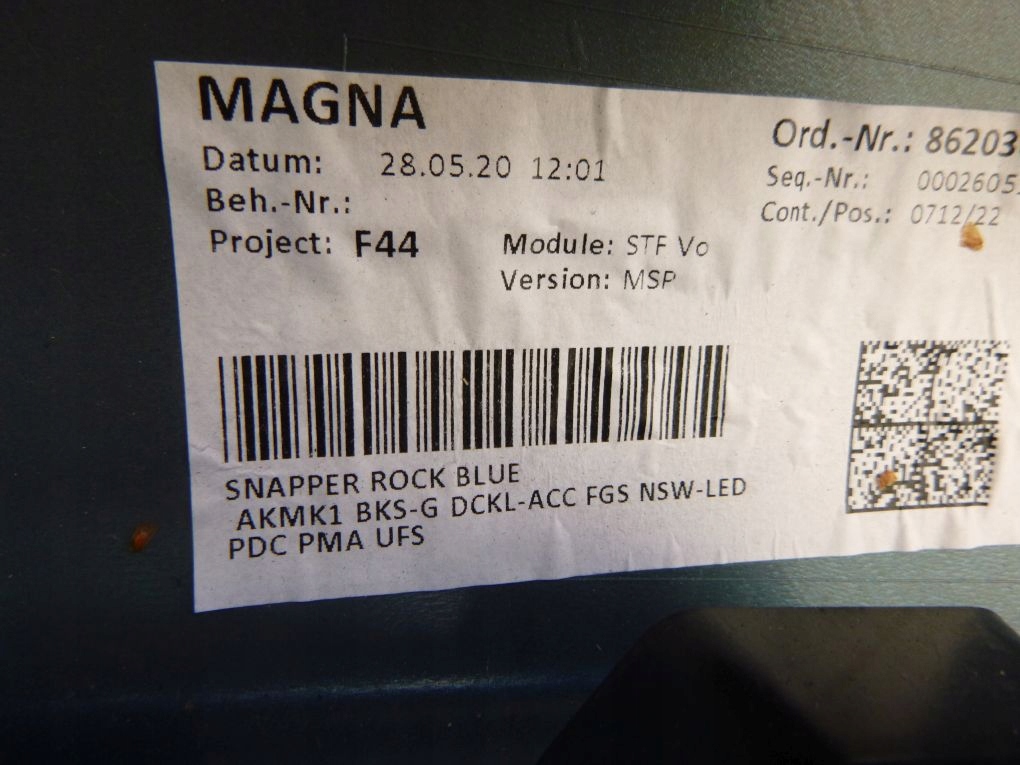 MAGNA
Datum: 28.05.20 12:01
Beh.-Nr.:
Project: F44
Module: STF Vo
Version: MSP
Ord.-Nr.: 86203
Seq.-Nr.: 0002605
Cont./Pos.: 0712/22
SNAPPER ROCK BLUE
AKMK1 BKS-G DCKL-ACC FGS NSW-LED
PDC PMA UFS